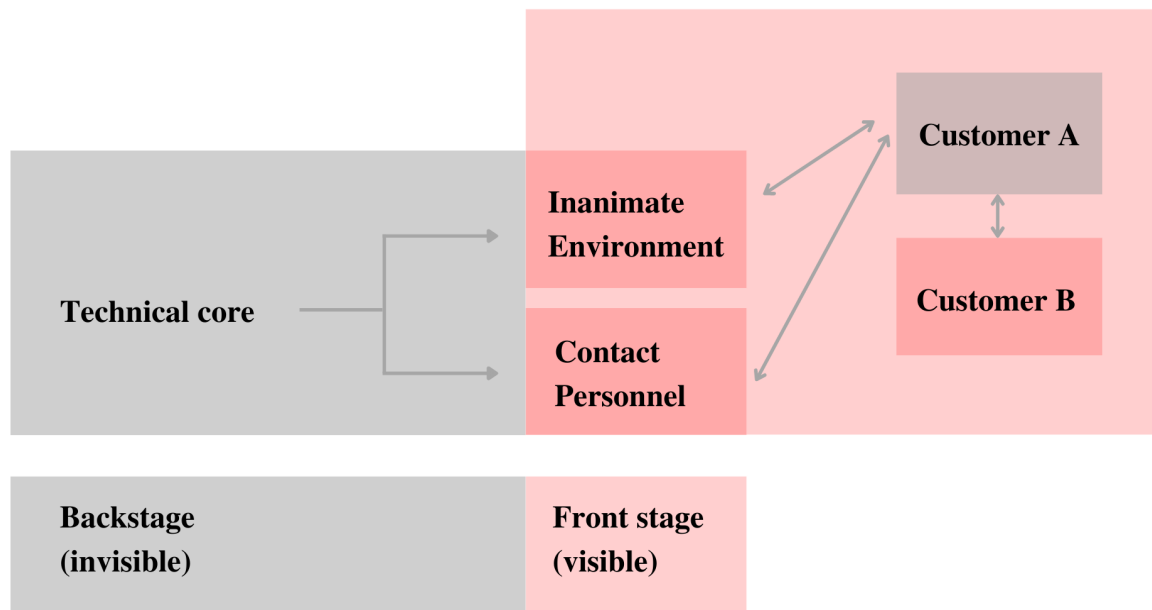 Customer A
Inanimate
Environment
Customer B
Technical core
Contact
Personnel
Backstage
(invisible)
Front stage
(visible)